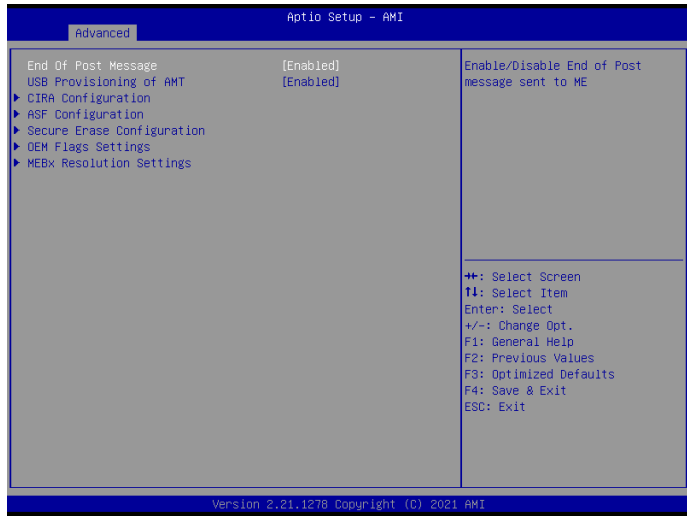 Aptio Setup – AMI
Advanced
End Of Post Message [Enabled]
USB Provisioning of AMT [Enabled]
CIRA Configuration
ASF Configuration
Secure Erase Configuration
OEM Flags Settings
MEBx Resolution Settings
Enable/Disable End of Post
message sent to ME
→←: Select Screen
↑↓: Select Item
Enter: Select
+/-: Change Opt.
F1: General Help
F2: Previous Values
F3: Optimized Defaults
F4: Save & Exit
ESC: Exit
Version 2.21.1278 Copyright (C) 2021 AMI